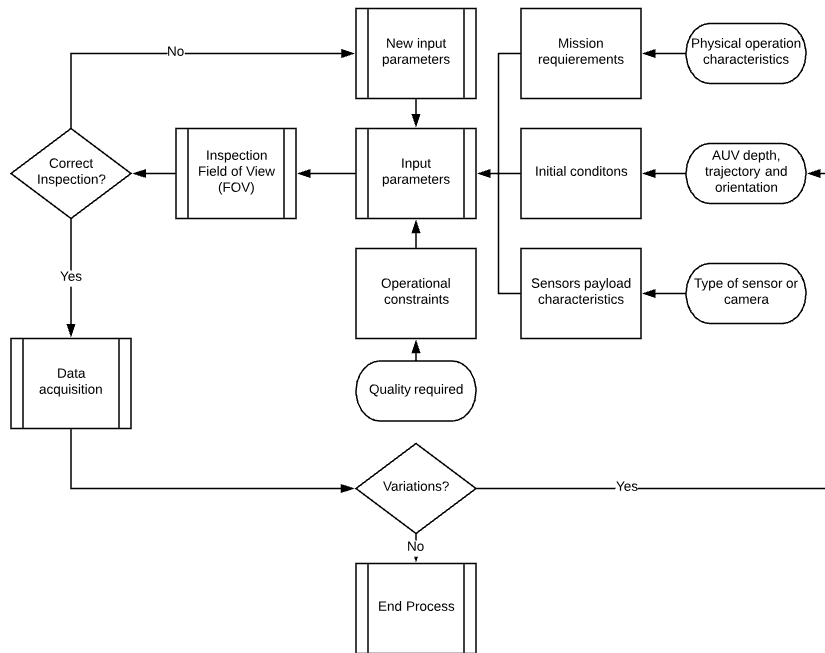 No
New input
parameters
Mission
requierements
Physical operation
characteristics
Correct
Inspection?
Inspection
Field of View
(FOV)
Input
parameters
Initial conditons
AUV depth,
trajectory and
orientation
Yes
Operational
constraints
Sensors payload
characteristics
Type of sensor or
camera
Data
acquisition
Quality required
Variations?
Yes
No
End Process